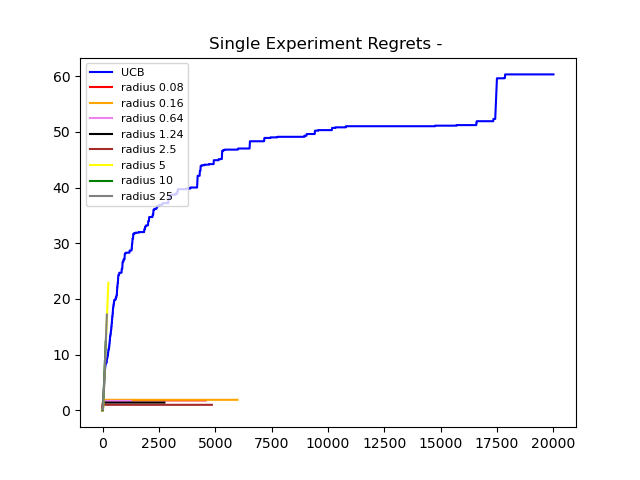 Single Experiment Regrets -
60
50
40
30
20
10
0
UCB
radius 0.08
radius 0.16
radius 0.64
radius 1.24
radius 2.5
radius 5
radius 10
radius 25
0 2500 5000 7500 10000 12500 15000 17500 20000